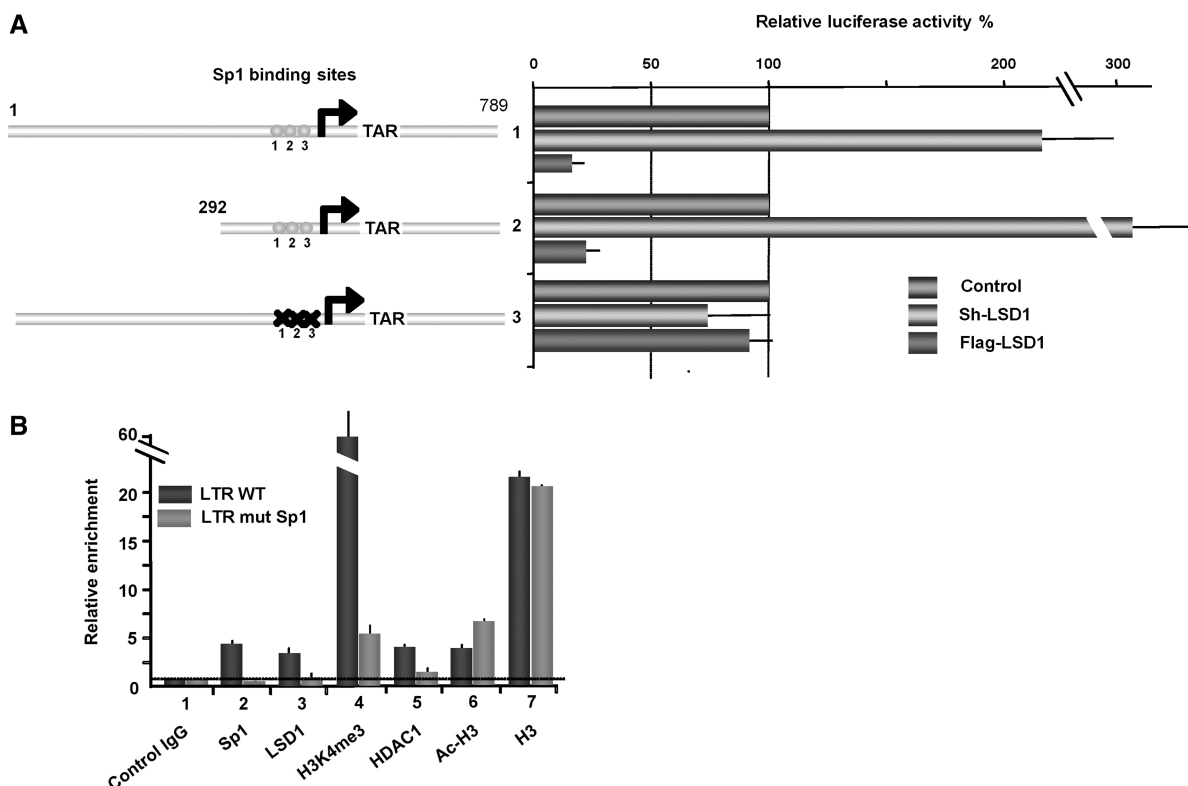 A
Relative luciferase activity %
0 50 100 200 300
Sp1 binding sites
1 789
TAR
1 2 3
1
292
TAR
1 2 3
2
TAR
1 2 3
3
Control
Sh-LSD1
Flag-LSD1
B
Relative enrichment
60
20
15
10
5
0
LTR WT
LTR mut Sp1
1 2 3 4 5 6 7
Control IgG
Sp1
LSD1
H3K4me3
HDAC1
Ac-H3
H3